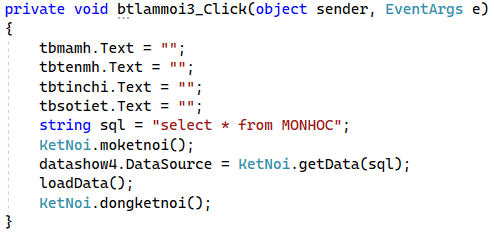 private void btlammoi3_Click(object sender, EventArgs e)
{
    tbmamh.Text = "";
    tbtenmh.Text = "";
    tbtinchi.Text = "";
    tbsotiet.Text = "";
    string sql = "select * from MONHOC";
    KetNoi.moketnoi();
    datashow4.DataSource = KetNoi.getData(sql);
    loadData();
    KetNoi.dongketnoi();
}